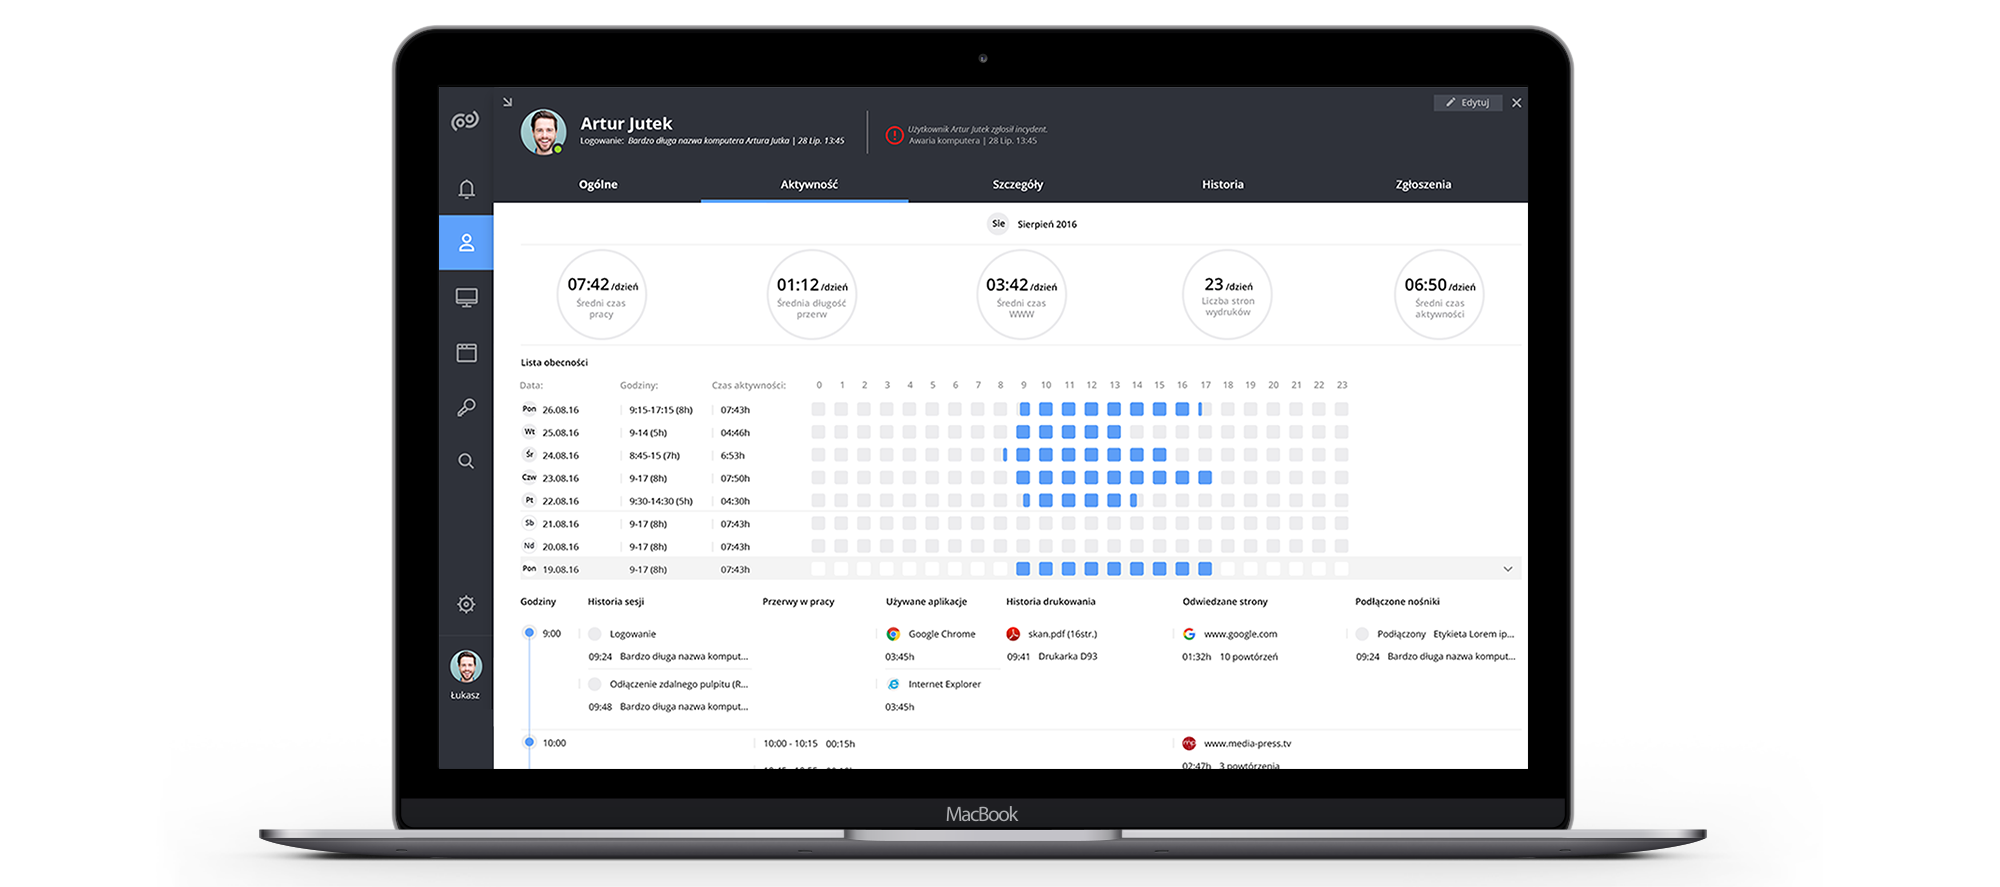 Edytuj
Artur Jutek
Logowanie: Bardzo długa nazwa komputera Artura Jutka | 28 Lip. 13:45
Użytkownik Artur Jutek zgłosił incydent.
Awaria komputera | 28 Lip. 13:45
Ogólne Aktywność Szczegóły Historia Zgłoszenia
Sie Sierpień 2016
07:42 /dzień 01:12 /dzień 03:42 /dzień 23 /dzień 06:50 /dzień
Średni czas Średnia długość Średni czas Liczba stron Średni czas
pracy przerw WWW wydruków aktywności
Lista obecności
Data: Godziny: Czas aktywności: 0 1 2 3 4 5 6 7 8 9 10 11 12 13 14 15 16 17 18 19 20 21 22 23
Pon 26.08.16 9:15-17:15 (8h) 07:43h
Wt 25.08.16 9-14 (5h) 04:46h
Śr 24.08.16 8:45-15 (7h) 6:53h
Czw 23.08.16 9-17 (8h) 07:50h
Pt 22.08.16 9:30-14:30 (5h) 04:30h
Sb 21.08.16 9-17 (8h) 07:43h
Nd 20.08.16 9-17 (8h) 07:43h
Pon 19.08.16 9-17 (8h) 07:43h
Godziny Historia sesji Przerwy w pracy Używane aplikacje Historia drukowania Odwiedzane strony Podłączone nośniki
9:00 Logowanie Google Chrome skan.pdf (16str.) www.google.com Podłączony Etykieta Lorem ip...
09:24 Bardzo długa nazwa komput... 03:45h 09:41 Drukarka D93 01:32h 10 powtórzeń 09:24 Bardzo długa nazwa komput...
Odłączenie zdalnego pulpitu (R... Internet Explorer
09:48 Bardzo długa nazwa komput... 03:45h
Łukasz
10:00 10:00 - 10:15 00:15h www.media-press.tv
02:47h 3 powtórzenia
MacBook